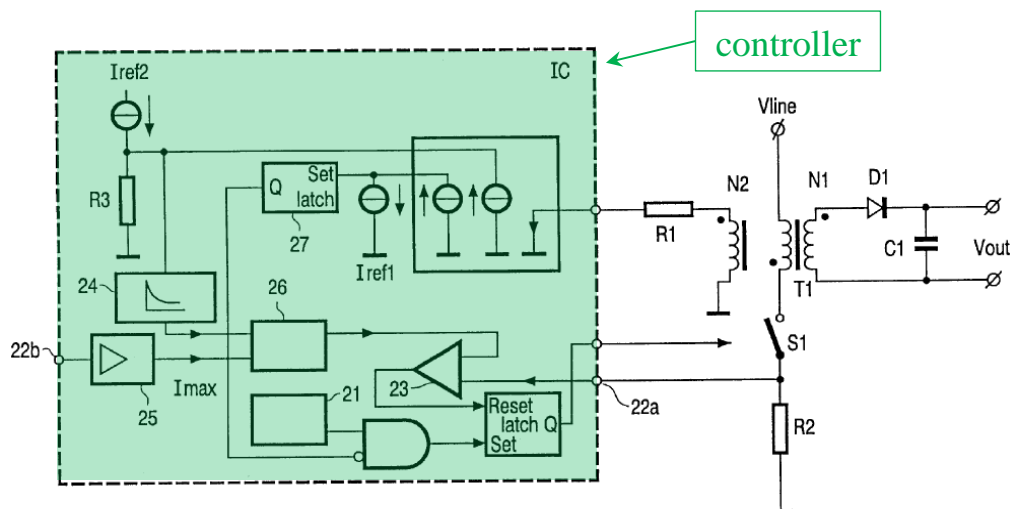 controller
Iref2
IC
Vline
R3
Q
Set
latch
27
Iref1
N2
N1
D1
R1
T1
C1
Vout
24
26
22b
25
Imax
21
23
S1
22a
Reset
latch Q
Set
R2